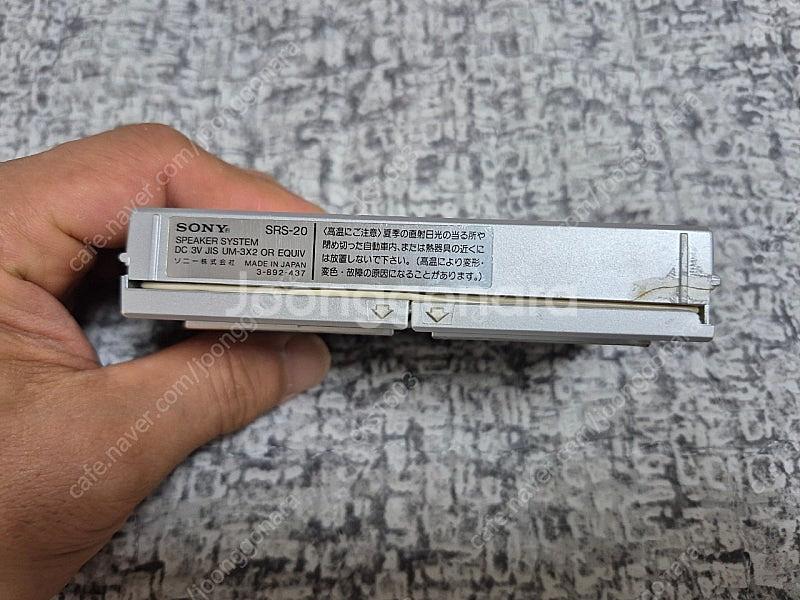 SONY SRS-20
SPEAKER SYSTEM
DC 3V JIS UM-3X2 OR EQUIV
ソニー株式会社 MADE IN JAPAN
3-892-437
〈高温にご注意〉夏季の直射日光の当る所や
閉め切った自動車内、または熱器具の近くに
は放置しないで下さい。(高温により変形・
変色・故障の原因になることがあります。)
Joonggonara
cafe.naver.com/joonggonara